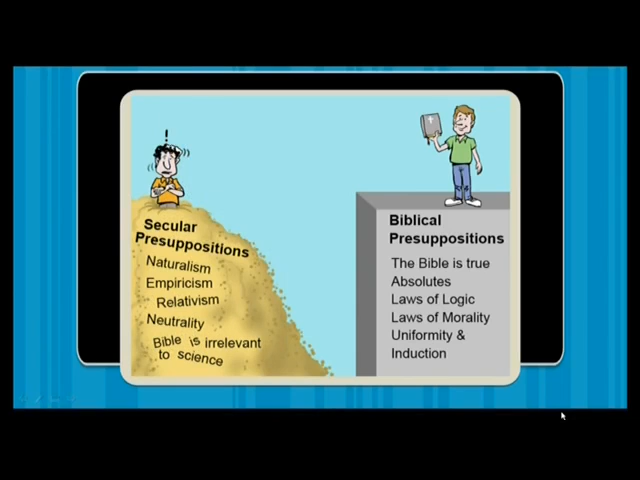 !
Secular
Presuppositions
Naturalism
Empiricism
Relativism
Neutrality
Bible is irrelevant
to science
Biblical
Presuppositions
The Bible is true
Absolutes
Laws of Logic
Laws of Morality
Uniformity &
Induction